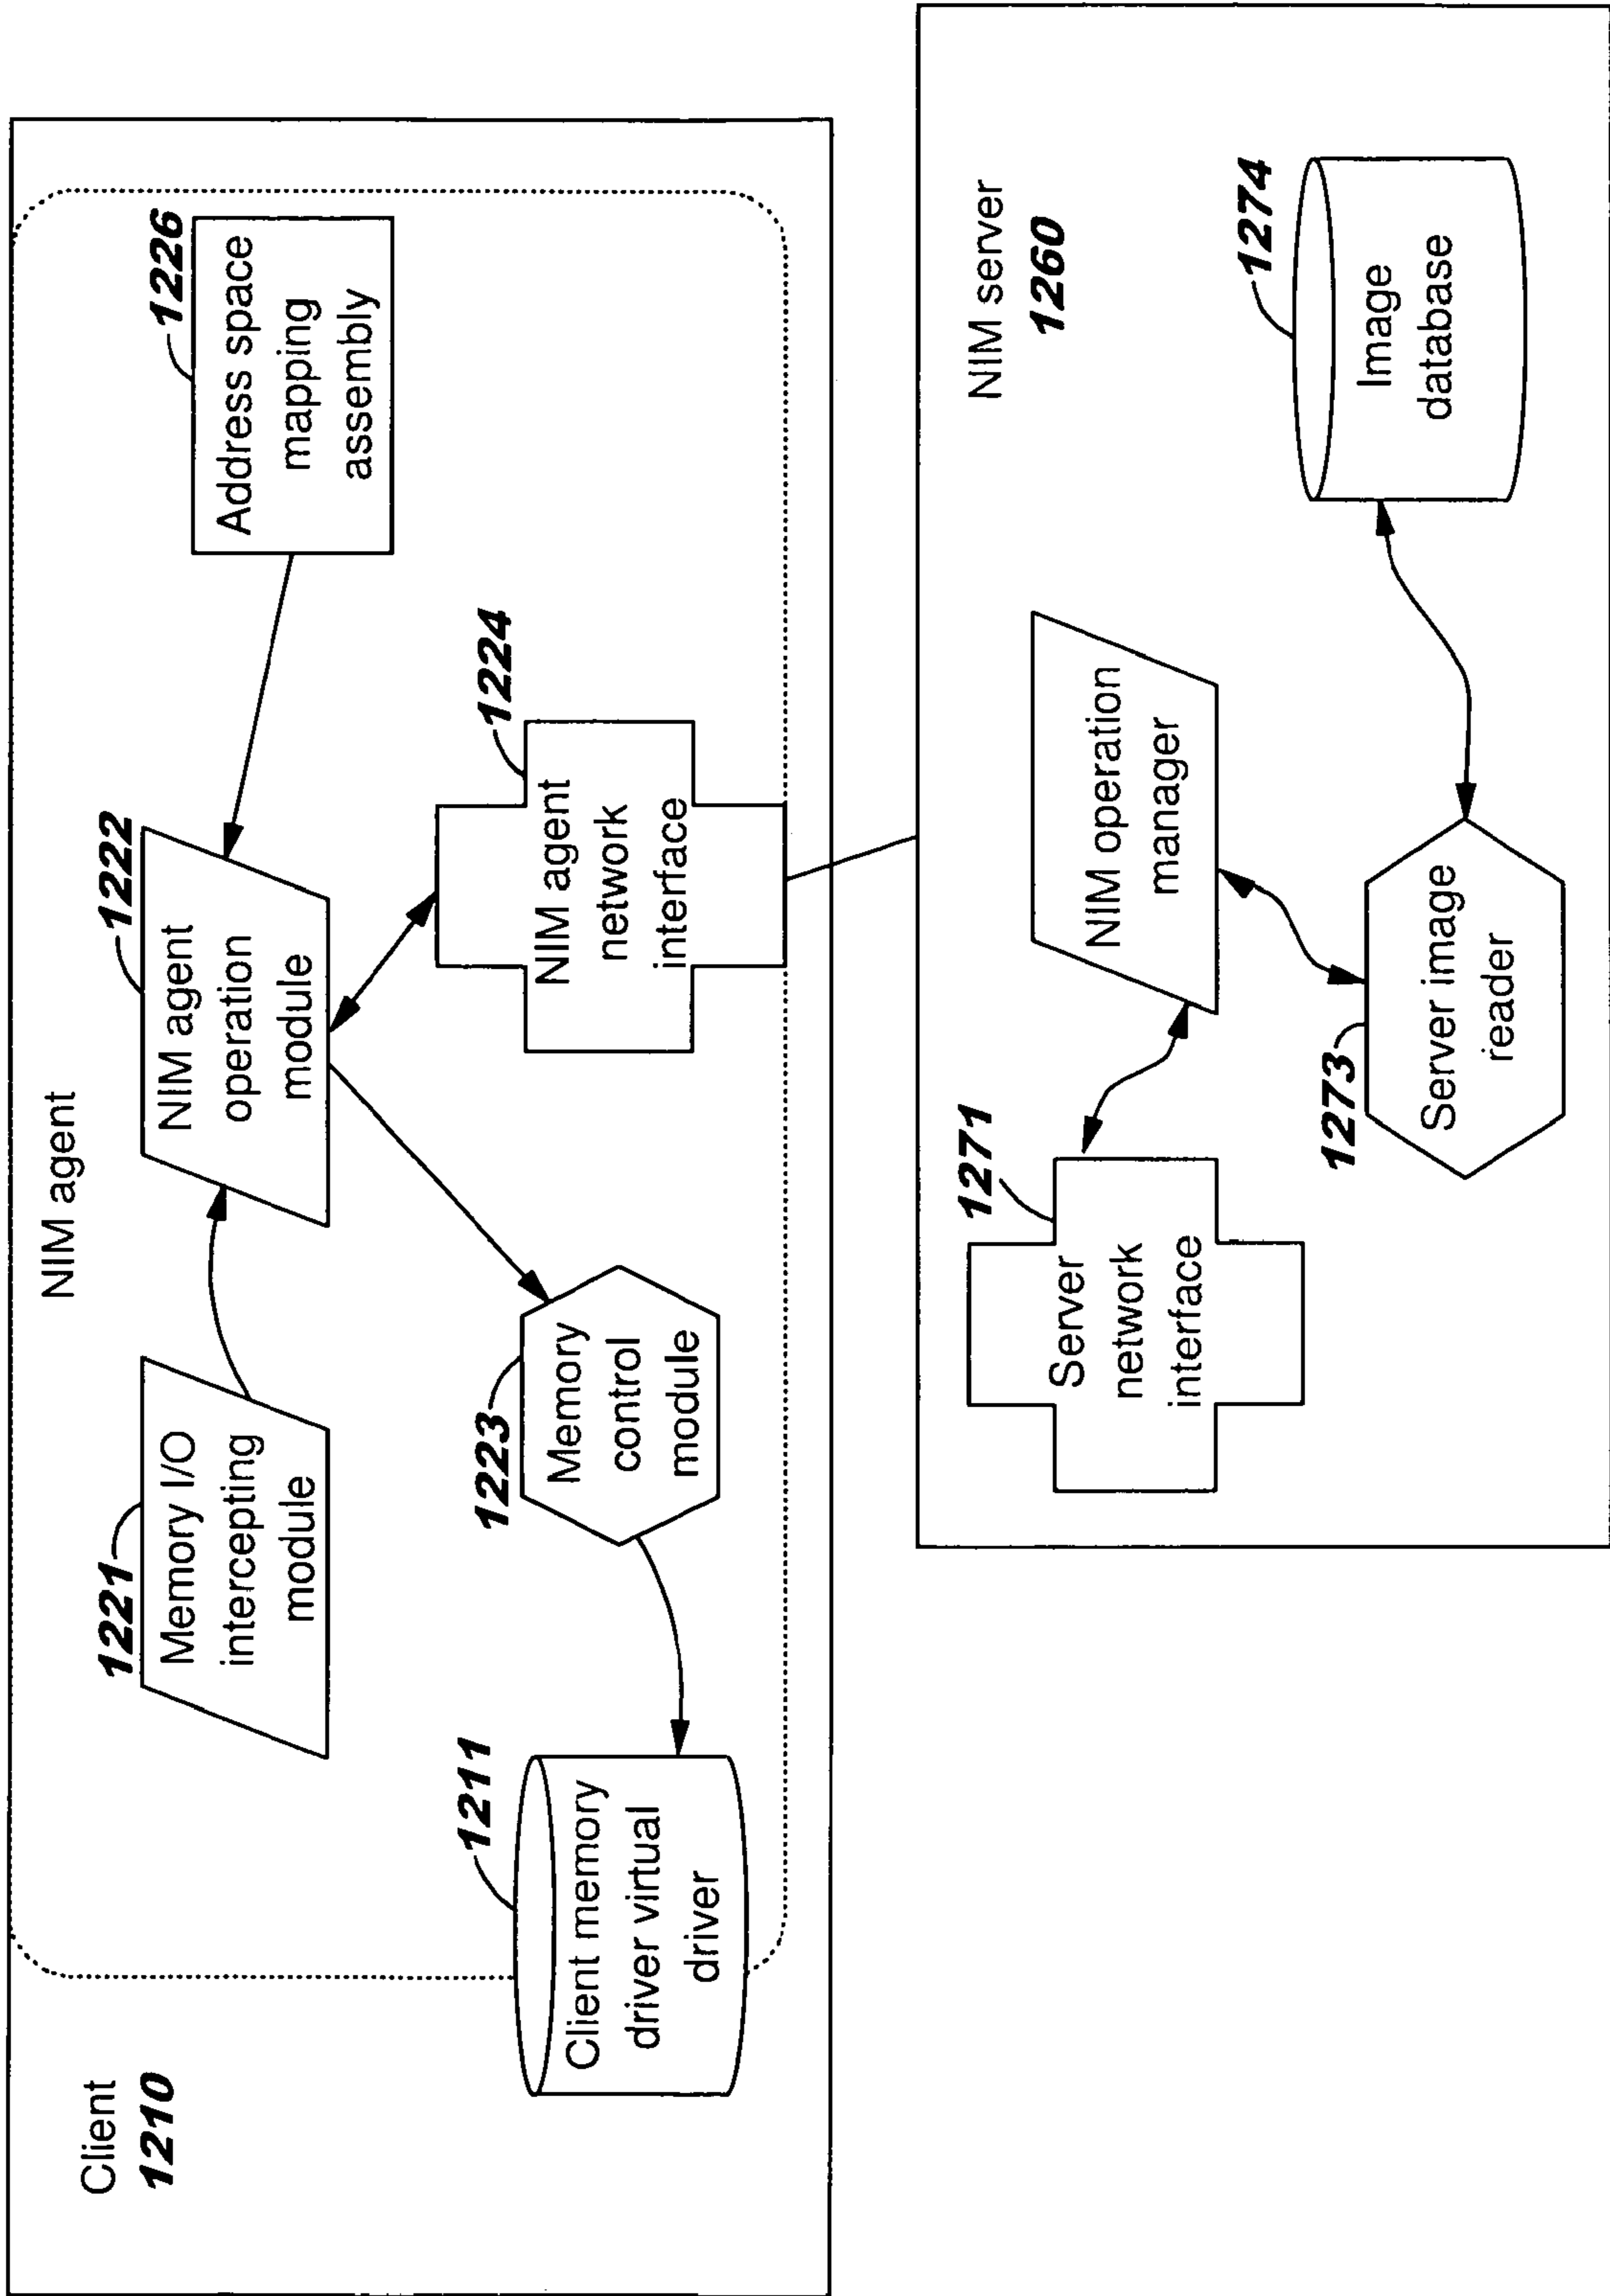 Client
1210
NIM agent
1221
Memory I/O
intercepting
module
1222
NIM agent
operation
module
1226
Address space
mapping
assembly
1211
Client memory
driver virtual
driver
1223
Memory
control
module
1224
NIM agent
network
interface
NIM server
1260
1271
Server
network
interface
NIM operation
manager
1273
Server image
reader
1274
Image
database